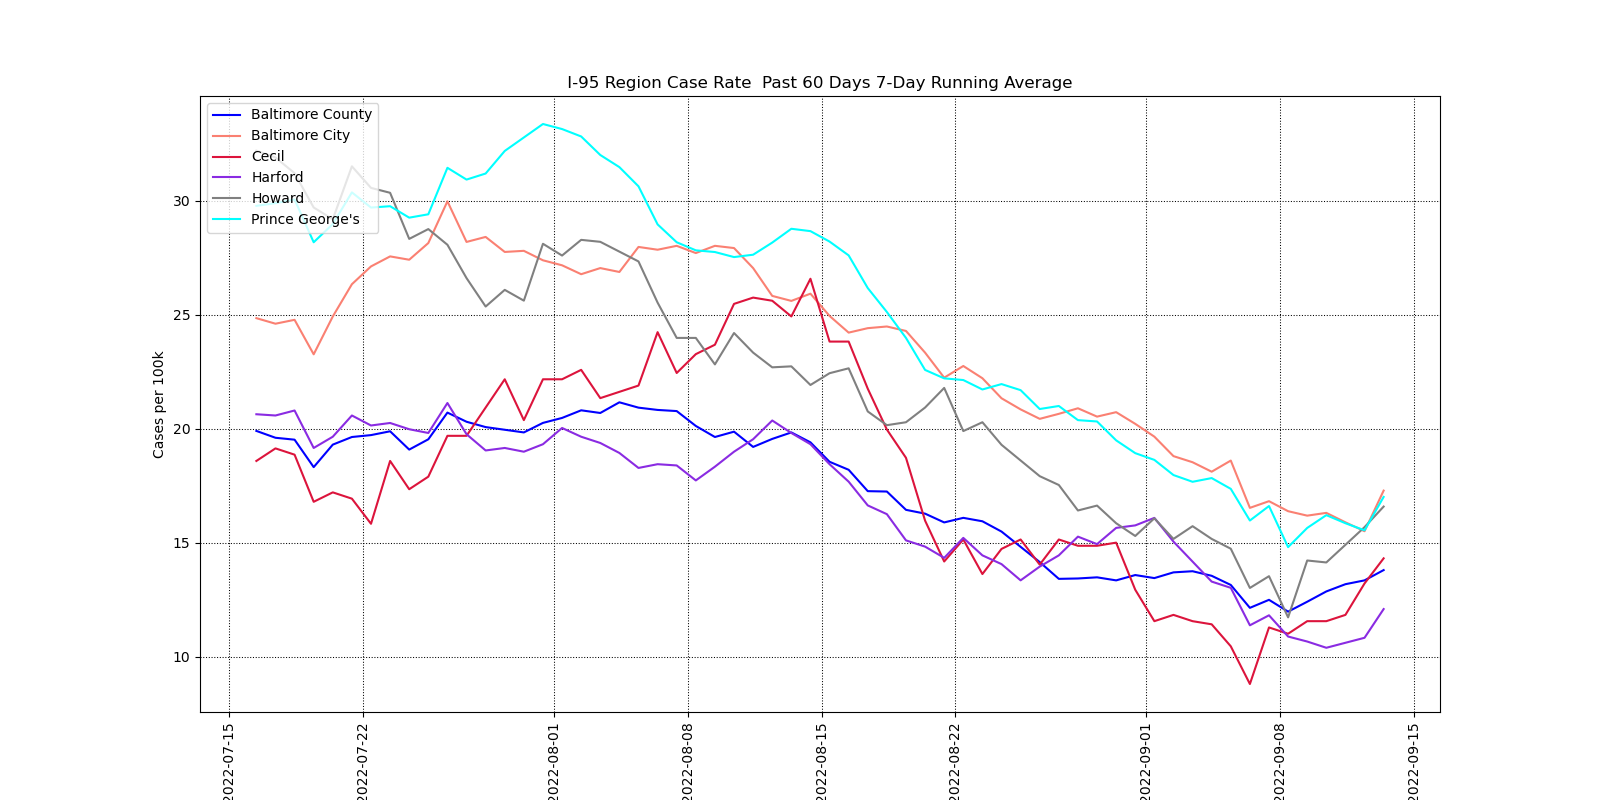 I-95 Region Case Rate  Past 60 Days 7-Day Running Average
Baltimore County
Baltimore City
Cecil
Harford
Howard
Prince George's
Cases per 100k
30
25
20
15
10
2022-07-15
2022-07-22
2022-08-01
2022-08-08
2022-08-15
2022-08-22
2022-09-01
2022-09-08
2022-09-15